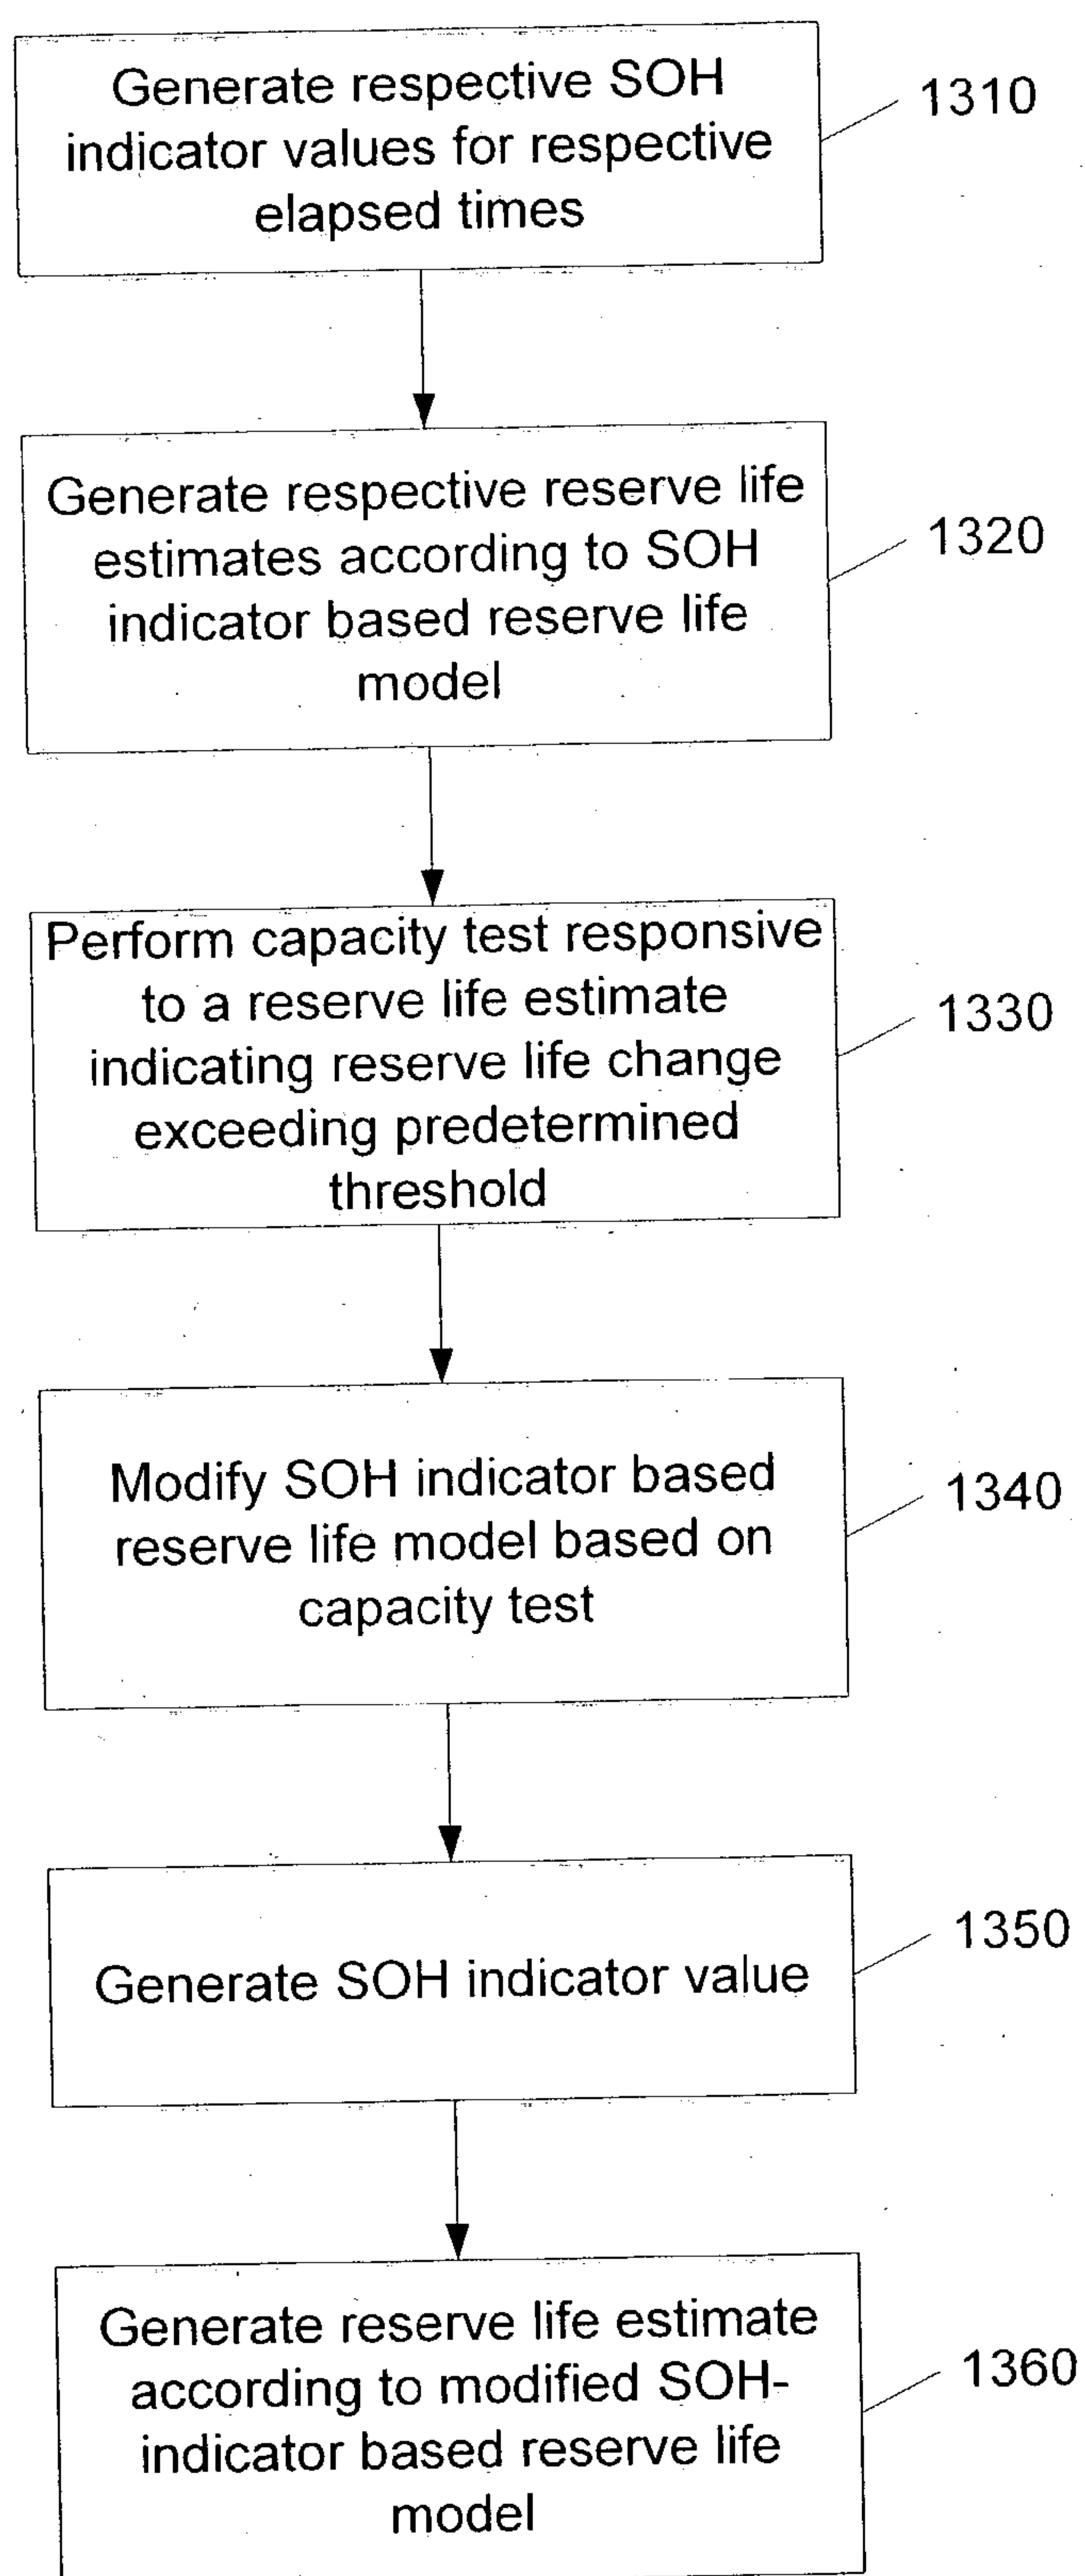 Generate respective SOH
indicator values for respective
elapsed times
1310
Generate respective reserve life
estimates according to SOH
indicator based reserve life
model
1320
Perform capacity test responsive
to a reserve life estimate
indicating reserve life change
exceeding predetermined
threshold
1330
Modify SOH indicator based
reserve life model based on
capacity test
1340
Generate SOH indicator value
1350
Generate reserve life estimate
according to modified SOH-
indicator based reserve life
model
1360